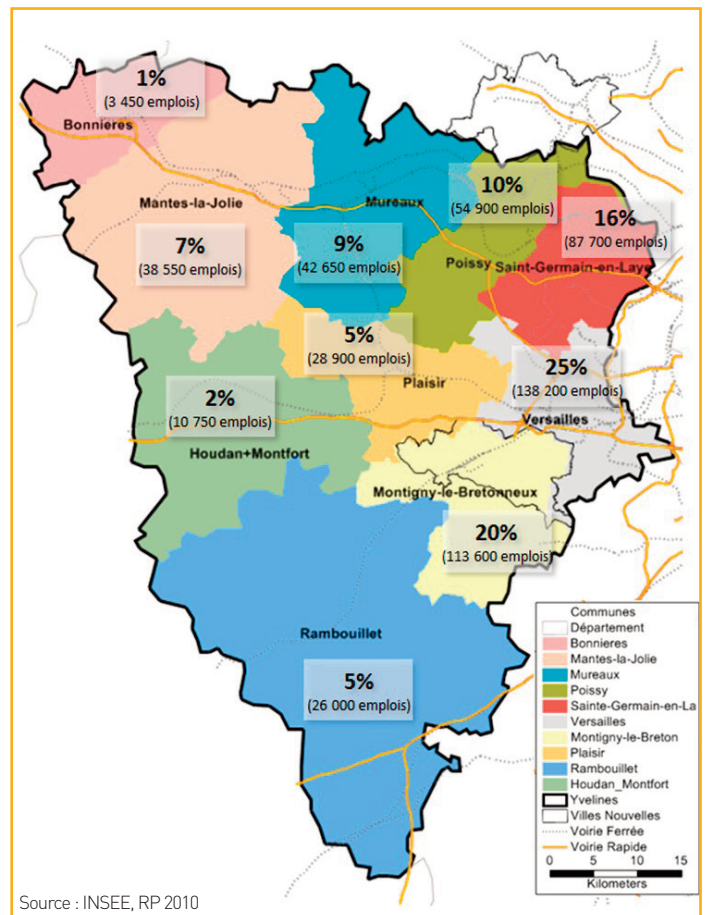 1%
(3 450 emplois)
Bonnieres
10%
(54 900 emplois)
Mantes-la-Jolie
Mureaux
16%
(87 700 emplois)
7%
(38 550 emplois)
9%
(42 650 emplois)
Poissy
Saint-Germain-en-Laye
5%
(28 900 emplois)
Plaisir
25%
(138 200 emplois)
Versailles
2%
(10 750 emplois)
Houdan+Montfort
Montigny-le-Bretonneux
20%
(113 600 emplois)
Rambouillet
5%
(26 000 emplois)
Communes
Département
Bonnieres
Mantes-la-Jolie
Mureaux
Poissy
Sainte-Germain-en-La
Versailles
Montigny-le-Breton
Plaisir
Rambouillet
Houdan_Montfort
Yvelines
Villes Nouvelles
Voirie Ferrée
Voirie Rapide
0 5 10 15
Kilometers
Source : INSEE, RP 2010